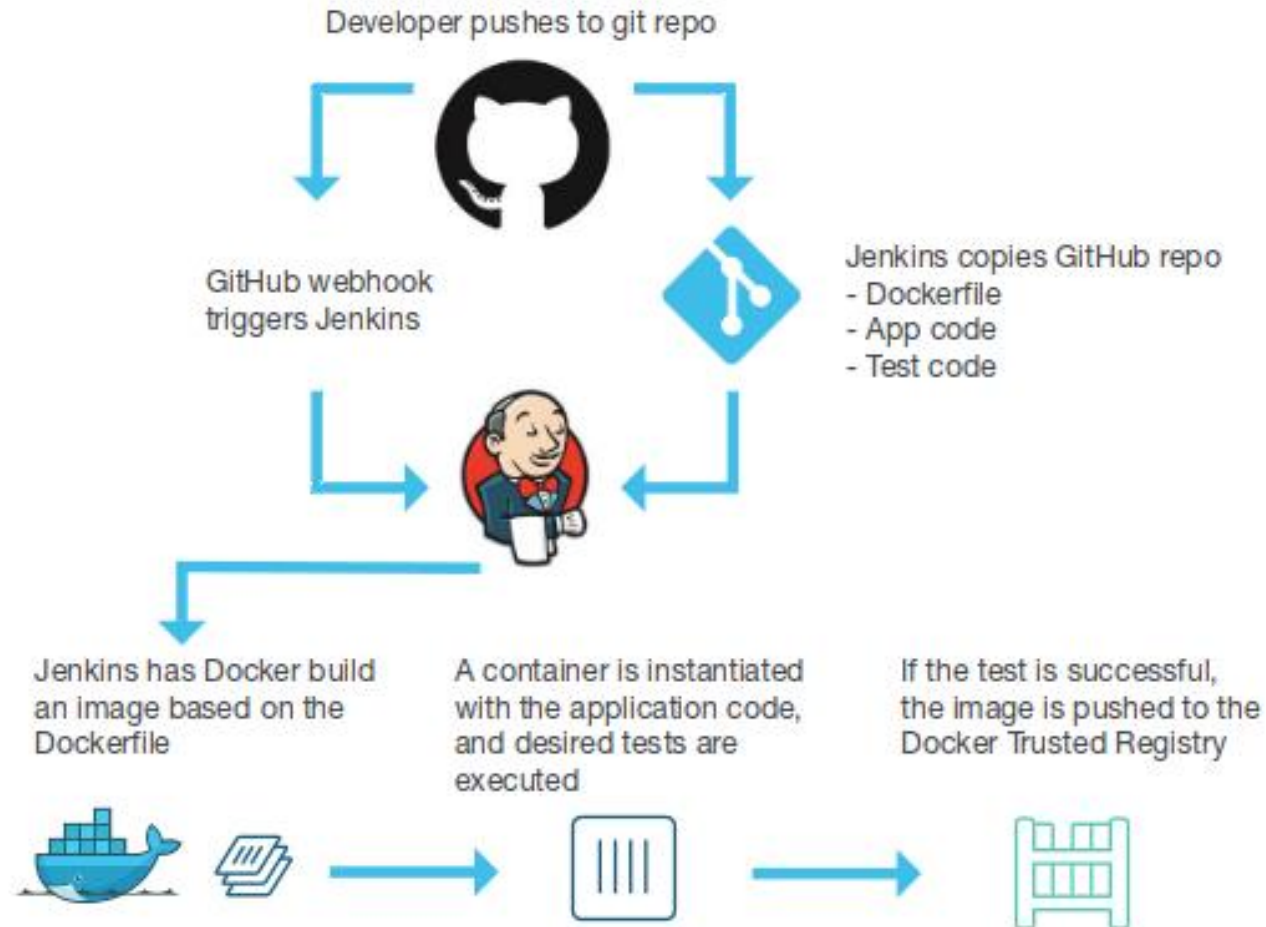 Developer pushes to git repo
GitHub webhook
triggers Jenkins
Jenkins copies GitHub repo
- Dockerfile
- App code
- Test code
Jenkins has Docker build
an image based on the
Dockerfile
A container is instantiated
with the application code,
and desired tests are
executed
If the test is successful,
the image is pushed to the
Docker Trusted Registry